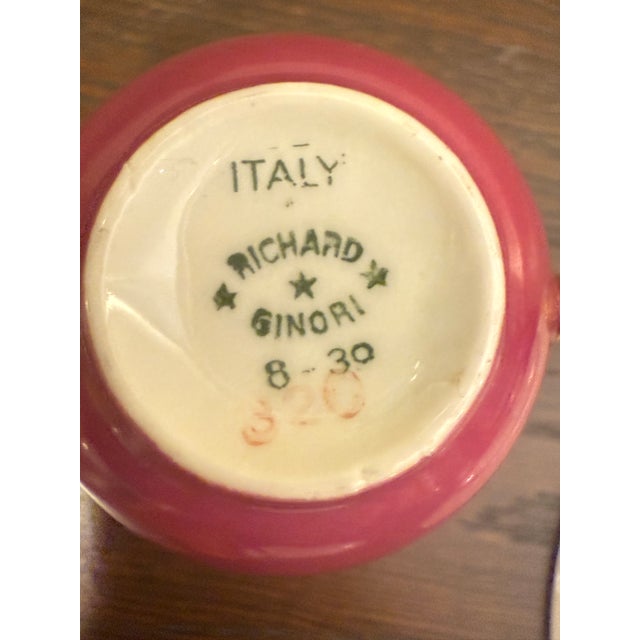 ITALY
★ RICHARD ★
★
GINORI
8-30
320